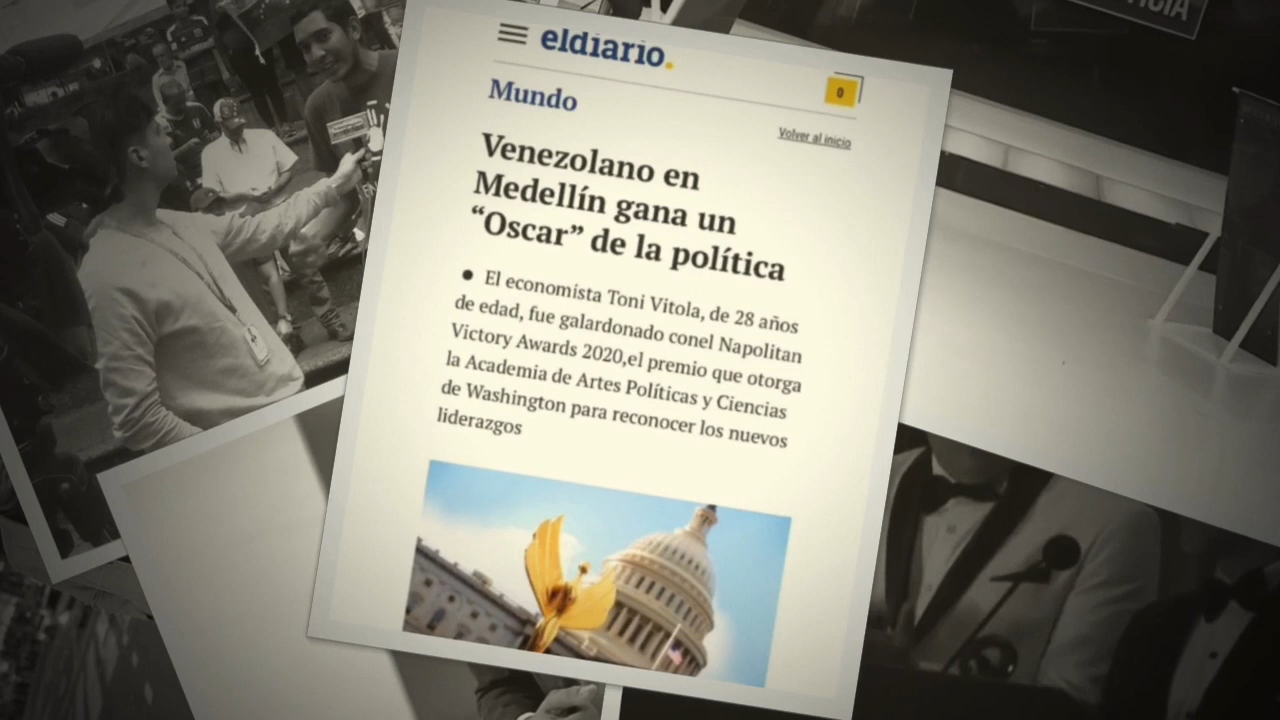 eldiario.
0
Mundo
Volver al inicio
Venezolano en
Medellín gana un
“Oscar” de la política
● El economista Toni Vitola, de 28 años
de edad, fue galardonado conel Napolitan
Victory Awards 2020,el premio que otorga
la Academia de Artes Políticas y Ciencias
de Washington para reconocer los nuevos
liderazgos